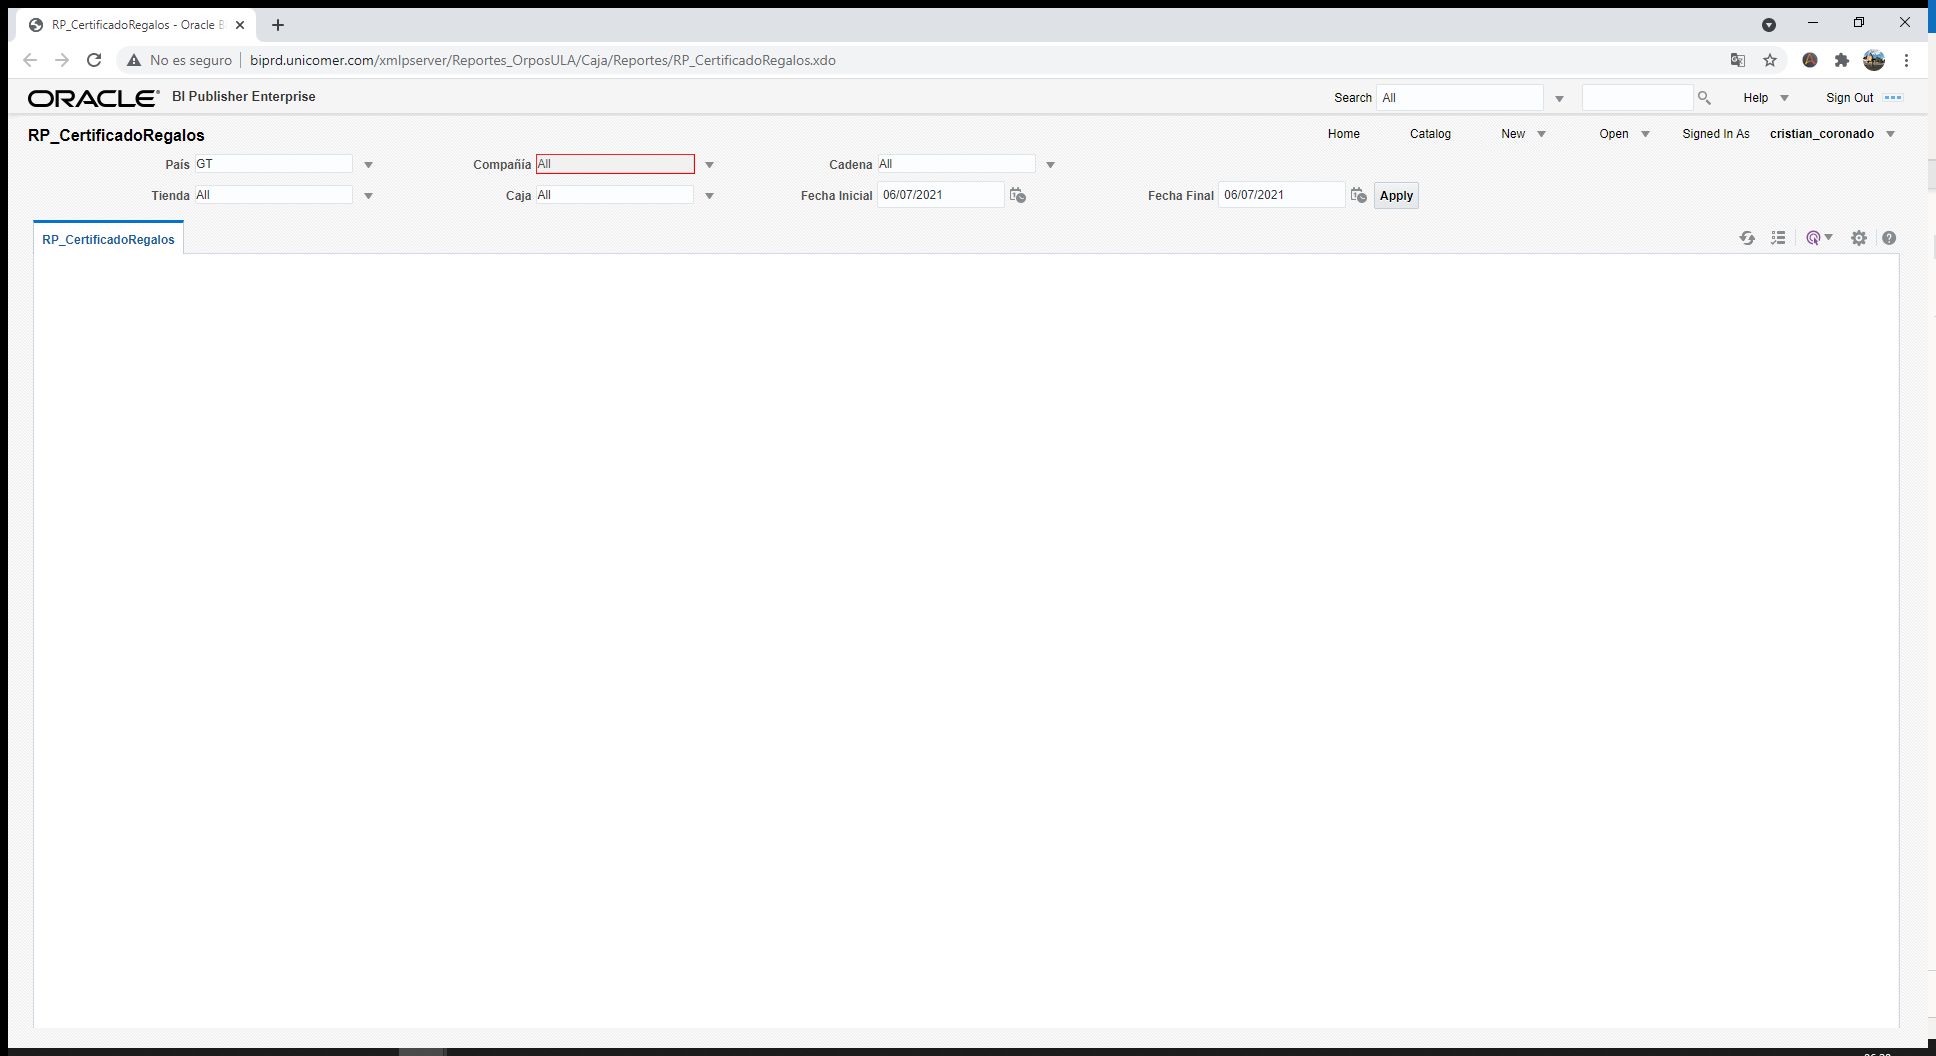 RP_CertificadoRegalos - Oracle B
No es seguro biprd.unicomer.com/xmlpserver/Reportes_OrposULA/Caja/Reportes/RP_CertificadoRegalos.xdo
ORACLE BI Publisher Enterprise Search All Help Sign Out
RP_CertificadoRegalos Home Catalog New Open Signed In As cristian_coronado
País GT Compañía All Cadena All
Tienda All Caja All Fecha Inicial 06/07/2021 Fecha Final 06/07/2021 Apply
RP_CertificadoRegalos